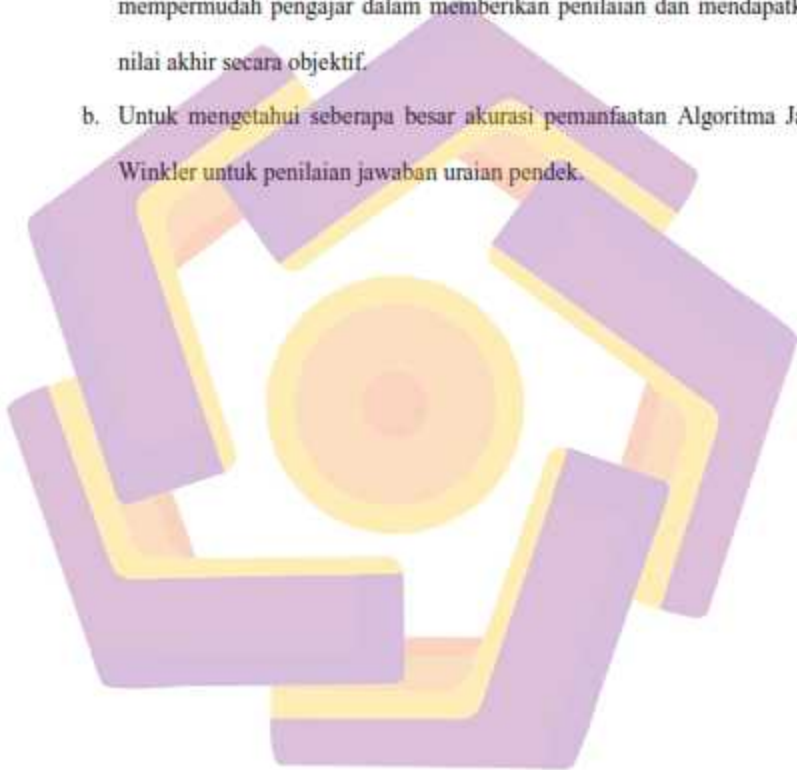 mempermudah pengajar dalam memberikan penilaian dan
nilai akhir secara objektif.
b. Untuk mengetahui seberapa besar akurasi pemanfaatan Algoritma
Winkler untuk penilaian jawaban uraian pendek.